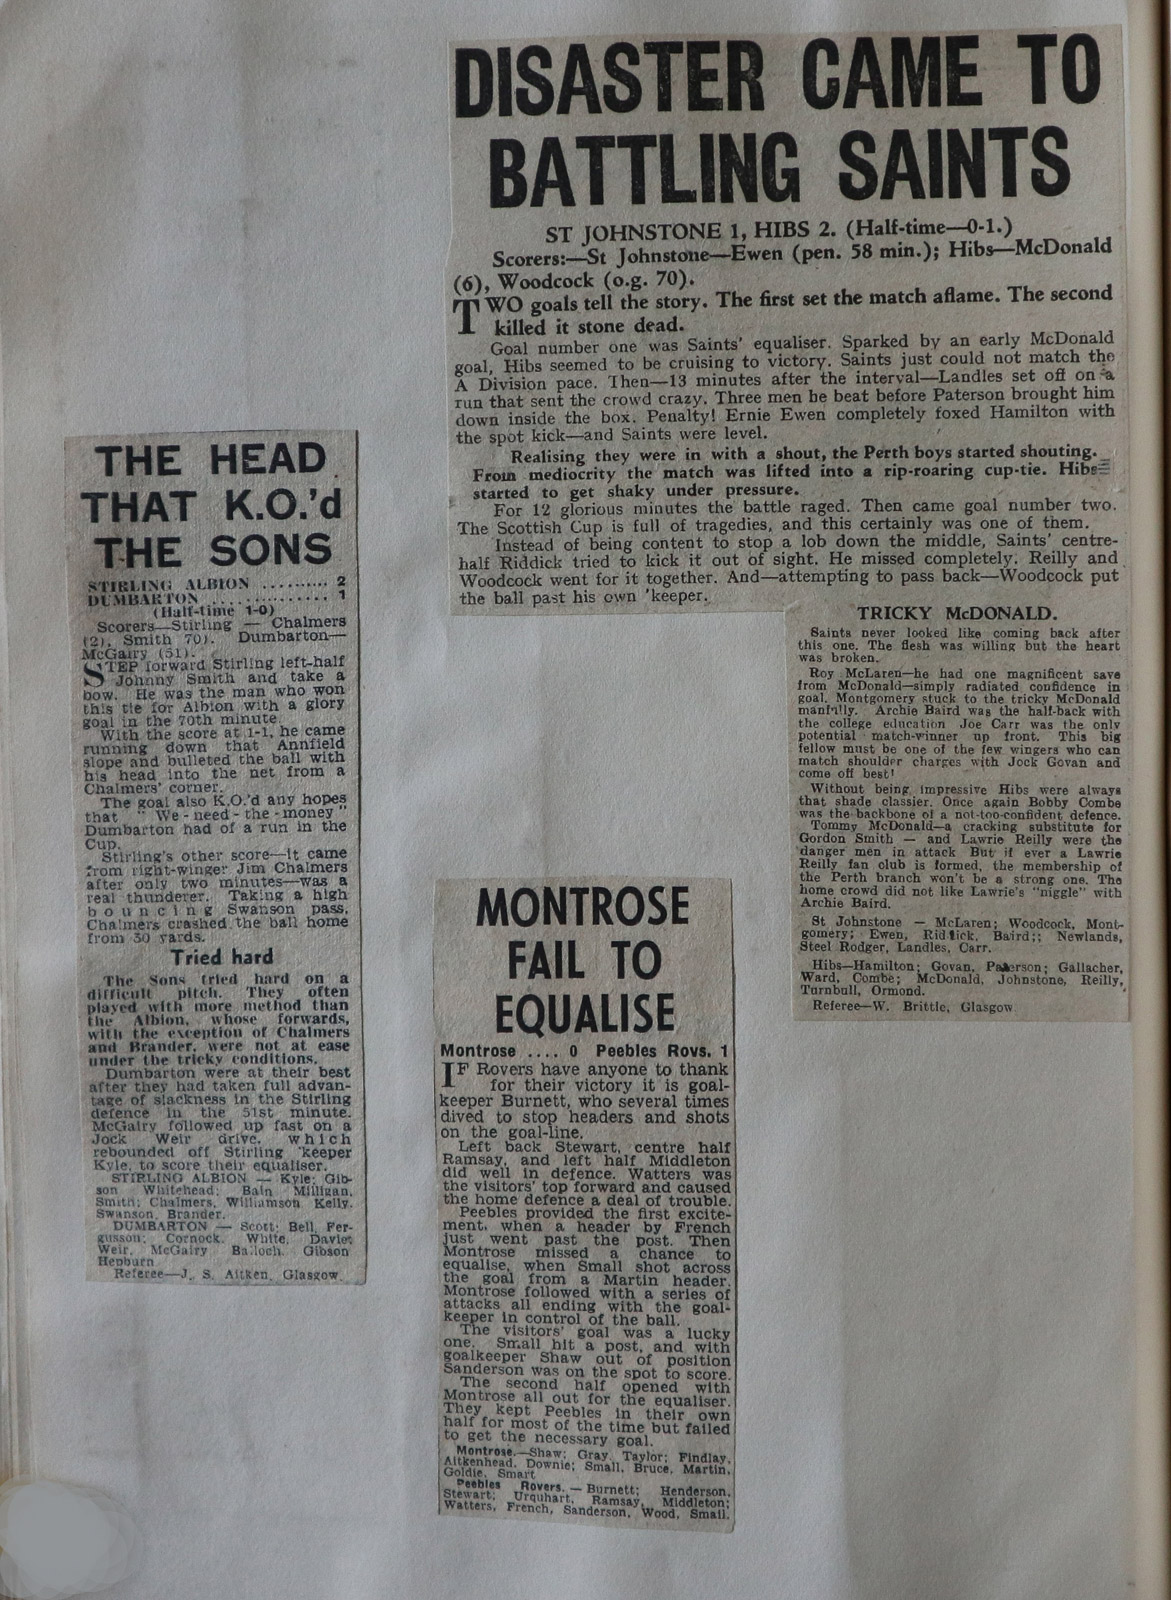 DISASTER CAME TO
BATTLING SAINTS
ST JOHNSTONE 1, HIBS 2. (Half-time—0-1.)
Scorers:—St Johnstone—Ewen (pen. 58 min.); Hibs—McDonald
(6), Woodcock (o.g. 70).
TWO goals tell the story. The first set the match aflame. The second
killed it stone dead.
Goal number one was Saints' equaliser. Sparked by an early McDonald
goal, Hibs seemed to be cruising to victory. Saints just could not match the
A Division pace. Then—13 minutes after the interval—Landles set off on a
run that sent the crowd crazy. Three men he beat before Paterson brought him
down inside the box. Penalty! Ernie Ewen completely foxed Hamilton with
the spot kick—and Saints were level.
Realising they were in with a shout, the Perth boys started shouting.
From mediocrity the match was lifted into a rip-roaring cup-tie. Hibs
started to get shaky under pressure.
For 12 glorious minutes the battle raged. Then came goal number two.
The Scottish Cup is full of tragedies, and this certainly was one of them.
Instead of being content to stop a lob down the middle, Saints' centre-
half Riddick tried to kick it out of sight. He missed completely. Reilly and
Woodcock went for it together. And—attempting to pass back—Woodcock put
the ball past his own 'keeper.
TRICKY McDONALD.
Saints never looked like coming back after
this one. The flesh was willing but the heart
was broken.
Roy McLaren—he had one magnificent save
from McDonald—simply radiated confidence in
goal. Montgomery stuck to the tricky McDonald
manfully. Archie Baird was the half-back with
the college education Joe Carr was the only
potential match-winner up front. This big
fellow must be one of the few wingers who can
match shoulder charges with Jock Govan and
come off best!
Without being impressive Hibs were always
that shade classier. Once again Bobby Combe
was the backbone of a not-too-confident defence.
Tommy McDonald—a cracking substitute for
Gordon Smith — and Lawrie Reilly were the
danger men in attack But if ever a Lawrie
Reilly fan club is formed, the membership of
the Perth branch won't be a strong one. The
home crowd did not like Lawrie's "niggle" with
Archie Baird.
St Johnstone — McLaren; Woodcock, Mont-
gomery; Ewen, Riddick, Baird;; Newlands,
Steel Rodger, Landles, Carr.
Hibs—Hamilton; Govan, Paterson; Gallacher,
Ward, Combe; McDonald, Johnstone, Reilly,
Turnbull, Ormond.
Referee—W. Brittle, Glasgow
THE HEAD
THAT K.O.'d
THE SONS
STIRLING ALBION .......... 2
DUMBARTON .............. 1
(Half-time 1-0)
Scorers—Stirling — Chalmers
(2), Smith 70). Dumbarton—
McGairy (51).
STEP forward Stirling left-half
Johnny Smith and take a
bow. He was the man who won
this tie for Albion with a glory
goal in the 70th minute.
With the score at 1-1, he came
running down that Annfield
slope and bulleted the ball with
his head into the net from a
Chalmers' corner.
The goal also K.O.'d any hopes
that "We-need-the-money"
Dumbarton had of a run in the
Cup.
Stirling's other score—it came
from right-winger Jim Chalmers
after only two minutes—was a
real thunderer. Taking a high
bouncing Swanson pass,
Chalmers crashed the ball home
from 30 yards.
Tried hard
The Sons tried hard on a
difficult pitch. They often
played with more method than
the Albion, whose forwards,
with the exception of Chalmers
and Brander, were not at ease
under the tricky conditions.
Dumbarton were at their best
after they had taken full advan-
tage of slackness in the Stirling
defence in the 51st minute.
McGairy followed up fast on a
Jock Weir drive, which
rebounded off Stirling 'keeper
Kyle, to score their equaliser.
STIRLING ALBION — Kyle; Gib-
son Whitehead; Bain Milligan,
Smith; Chalmers, Williamson Kelly.
Swanson, Brander.
DUMBARTON — Scott; Bell, Fer-
gusson; Cornock. White, Davie;
Weir, McGairy Balloch. Gibson
Hepburn
Referee—J. S. Aitken, Glasgow.
MONTROSE
FAIL TO
EQUALISE
Montrose .... 0 Peebles Rovs. 1
IF Rovers have anyone to thank
for their victory it is goal-
keeper Burnett, who several times
dived to stop headers and shots
on the goal-line.
Left back Stewart, centre half
Ramsay, and left half Middleton
did well in defence. Watters was
the visitors' top forward and caused
the home defence a deal of trouble.
Peebles provided the first excite-
ment, when a header by French
just went past the post. Then
Montrose missed a chance to
equalise, when Small shot across
the goal from a Martin header.
Montrose followed with a series of
attacks all ending with the goal-
keeper in control of the ball.
The visitors' goal was a lucky
one. Small hit a post, and with
goalkeeper Shaw out of position
Sanderson was on the spot to score.
The second half opened with
Montrose all out for the equaliser.
They kept Peebles in their own
half for most of the time but failed
to get the necessary goal.
Montrose.—Shaw; Gray, Taylor; Findlay,
Aitkenhead, Downie; Small, Bruce, Martin,
Goldie, Smart
Peebles Rovers. — Burnett; Henderson,
Stewart; Urquhart, Ramsay, Middleton;
Watters, French, Sanderson, Wood, Small.